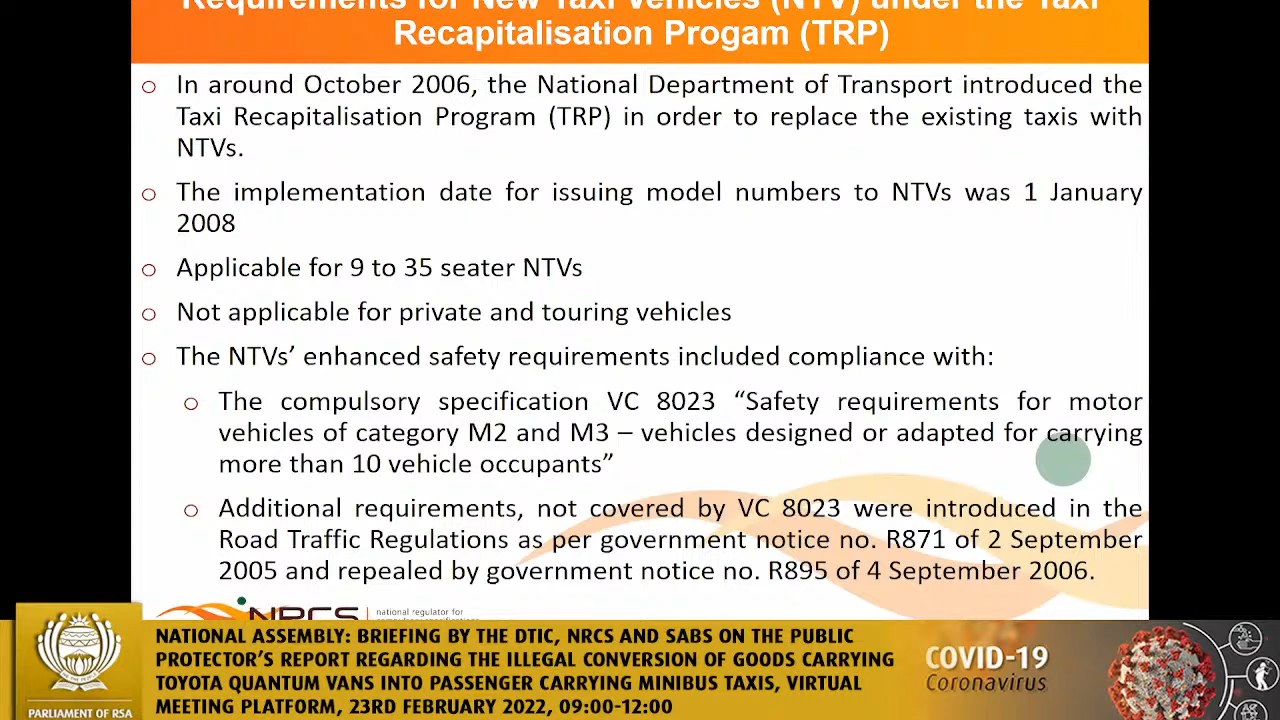 Requirements for New Taxi Vehicles (NTV) under the Taxi
Recapitalisation Progam (TRP)
o In around October 2006, the National Department of Transport introduced the
Taxi Recapitalisation Program (TRP) in order to replace the existing taxis with
NTVs.
o The implementation date for issuing model numbers to NTVs was 1 January
2008
o Applicable for 9 to 35 seater NTVs
o Not applicable for private and touring vehicles
o The NTVs’ enhanced safety requirements included compliance with:
o The compulsory specification VC 8023 “Safety requirements for motor
vehicles of category M2 and M3 – vehicles designed or adapted for carrying
more than 10 vehicle occupants”
o Additional requirements, not covered by VC 8023 were introduced in the
Road Traffic Regulations as per government notice no. R871 of 2 September
2005 and repealed by government notice no. R895 of 4 September 2006.
NRCS
national regulator for
NATIONAL ASSEMBLY: BRIEFING BY THE DTIC, NRCS AND SABS ON THE PUBLIC
PROTECTOR'S REPORT REGARDING THE ILLEGAL CONVERSION OF GOODS CARRYING
TOYOTA QUANTUM VANS INTO PASSENGER CARRYING MINIBUS TAXIS, VIRTUAL
MEETING PLATFORM, 23RD FEBRUARY 2022, 09:00-12:00
PARLIAMENT OF RSA
COVID-19
Coronavirus